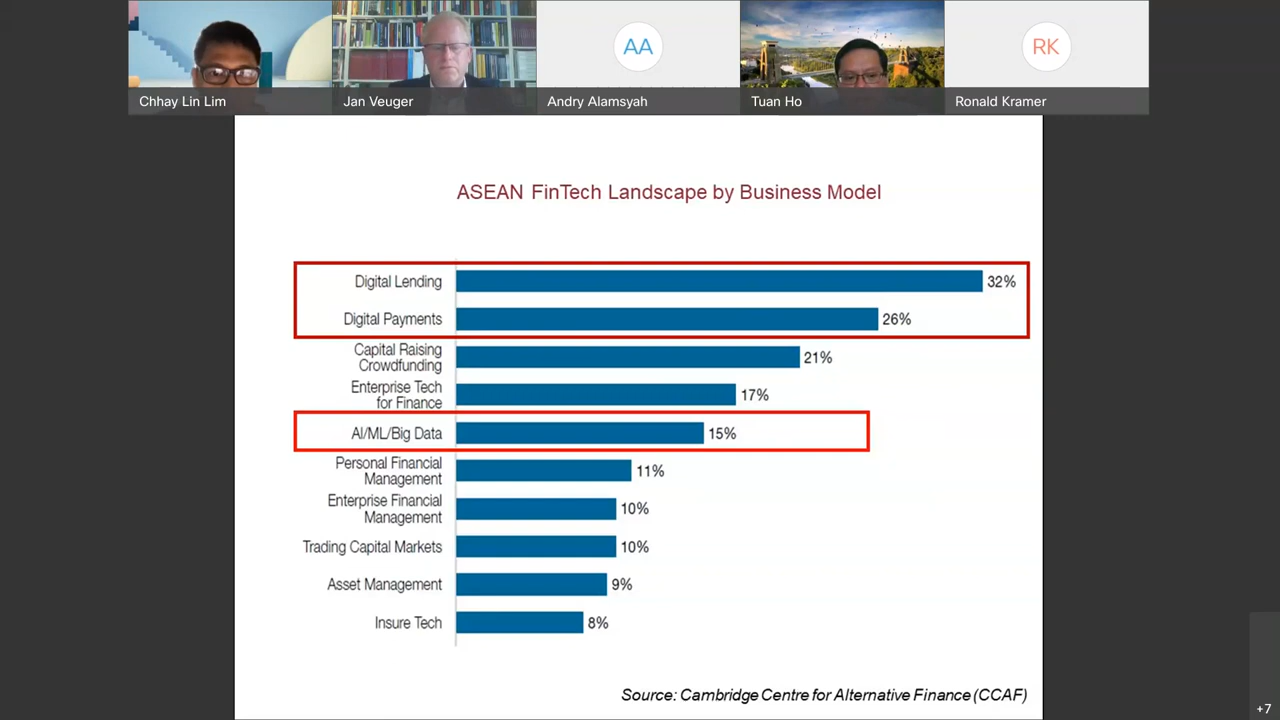 AA
RK
Chhay Lin Lim
Jan Veuger
Andry Alamsyah
Tuan Ho
Ronald Kramer
ASEAN FinTech Landscape by Business Model
Digital Lending
32%
Digital Payments
26%
Capital Raising
Crowdfunding
21%
Enterprise Tech
for Finance
17%
AI/ML/Big Data
15%
Personal Financial
Management
11%
Enterprise Financial
Management
10%
Trading Capital Markets
10%
Asset Management
9%
Insure Tech
8%
Source: Cambridge Centre for Alternative Finance (CCAF)
+7